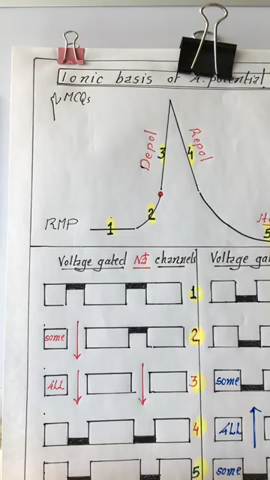 Ionic basis of A. potential
MCQs
Depol
Repol
3
4
2
RMP
1
5
Voltage gated Na+ channels
Voltage
1
some
2
ALL
3
some
4
ALL
5
some